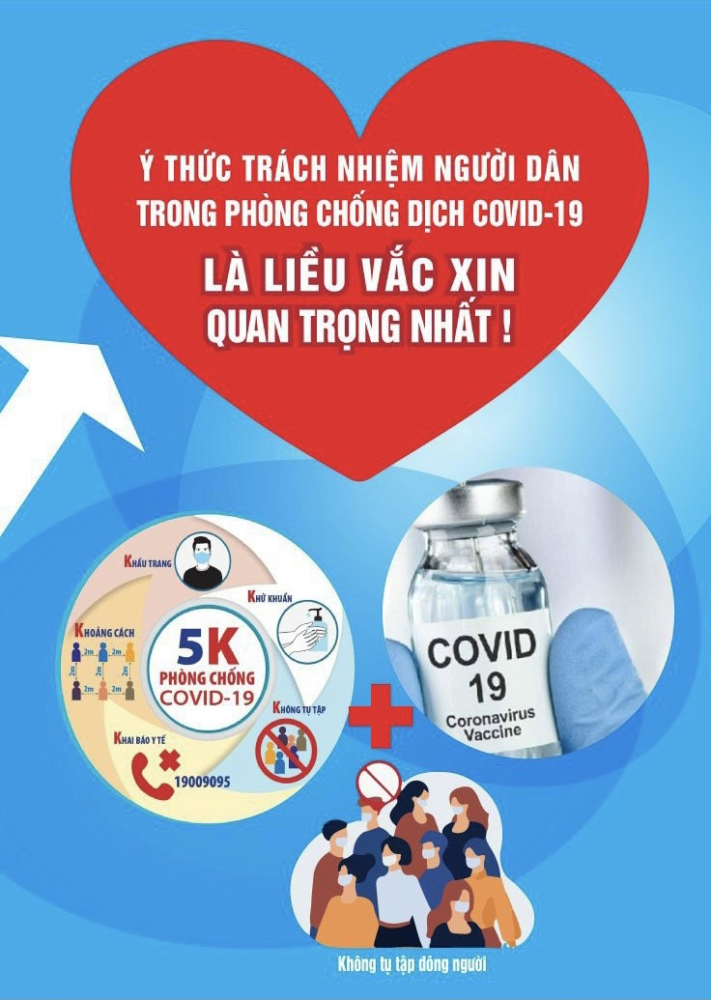 Ý THỨC TRÁCH NHIỆM NGƯỜI DÂN
TRONG PHÒNG CHỐNG DỊCH COVID-19
LÀ LIỀU VẮC XIN
QUAN TRỌNG NHẤT !
KHẨU TRANG
KHỬ KHUẨN
KHOẢNG CÁCH
2m 2m
2m 2m 2m
2m 2m
5K
PHÒNG CHỐNG
COVID-19
KHÔNG TỤ TẬP
KHAI BÁO Y TẾ
19009095
COVID
19
Coronavirus
Vaccine
Không tụ tập đông người